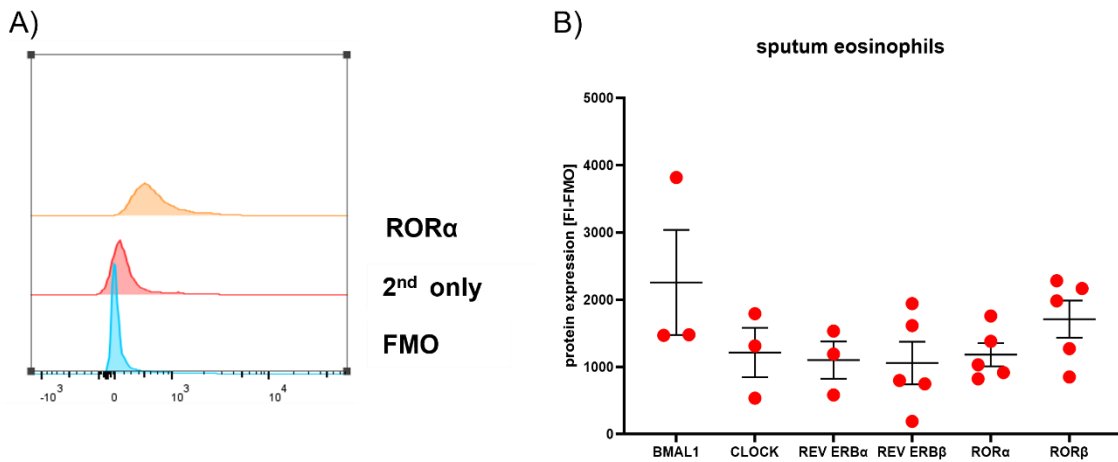 A)
RORα
2nd only
FMO
-10³ 0 10³ 10⁴
B)
sputum eosinophils
protein expression [FI-FMO]
5000
4000
3000
2000
1000
0
BMAL1 CLOCK REV ERBα REV ERBβ RORα RORβ